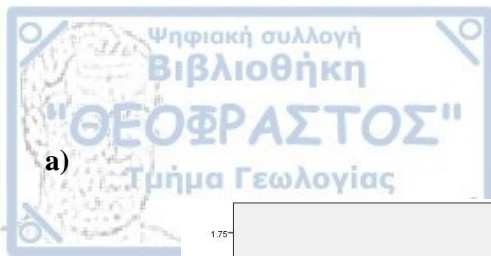 Ψηφιακή συλλογή
Βιβλιοθήκη
"ΘΕΟΦΡΑΣΤΟΣ"
Τμήμα Γεωλογίας
a)
1.75